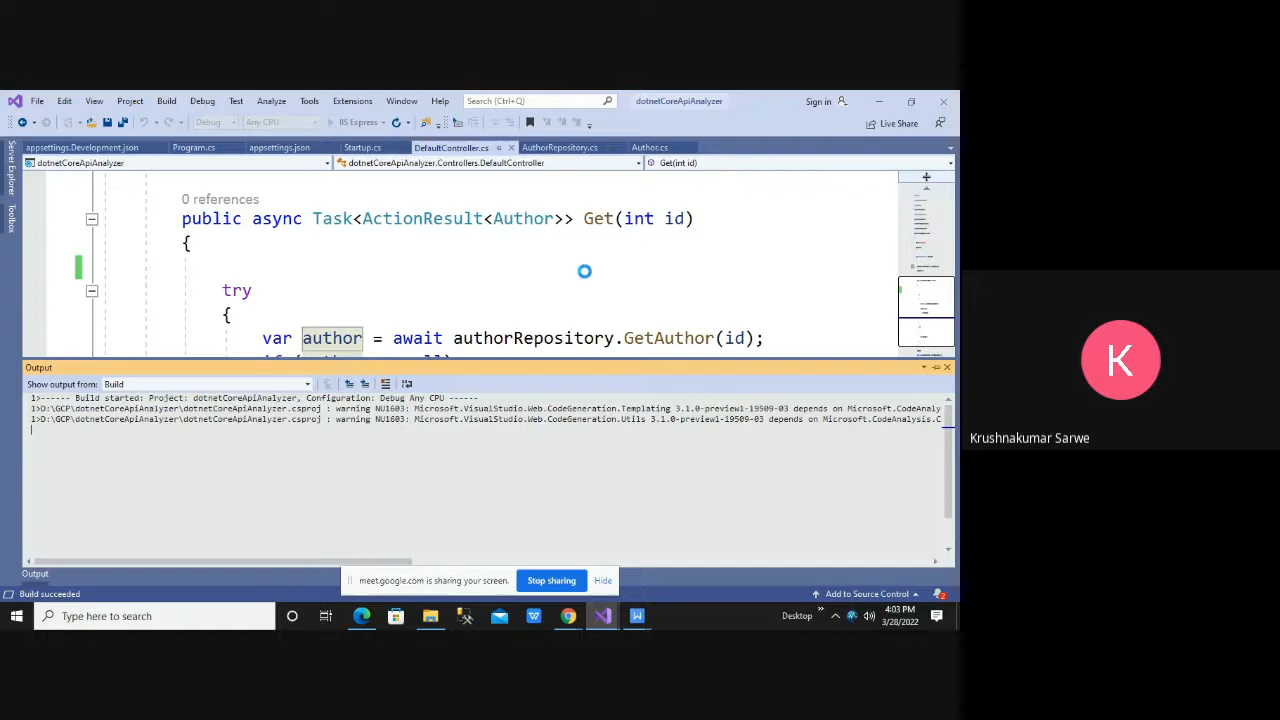 File Edit View Project Build Debug Test Analyze Tools Extensions Window Help Search (Ctrl+Q) dotnetCoreApiAnalyzer Sign in
Debug Any CPU IIS Express Live Share
appsettings.Development.json Program.cs appsettings.json Startup.cs DefaultController.cs AuthorRepository.cs Author.cs
dotnetCoreApiAnalyzer dotnetCoreApiAnalyzer.Controllers.DefaultController Get(int id)
Server Explorer
Toolbox
0 references
public async Task<ActionResult<Author>> Get(int id)
{
try
{
var author = await authorRepository.GetAuthor(id);
Output
Show output from: Build
1>------ Build started: Project: dotnetCoreApiAnalyzer, Configuration: Debug Any CPU ------
1>D:\GCP\dotnetCoreApiAnalyzer\dotnetCoreApiAnalyzer.csproj : warning NU1603: Microsoft.VisualStudio.Web.CodeGeneration.Templating 3.1.0-preview1-19509-03 depends on Microsoft.CodeAnaly
1>D:\GCP\dotnetCoreApiAnalyzer\dotnetCoreApiAnalyzer.csproj : warning NU1603: Microsoft.VisualStudio.Web.CodeGeneration.Utils 3.1.0-preview1-19509-03 depends on Microsoft.CodeAnalysis.C
Output
meet.google.com is sharing your screen. Stop sharing Hide
Build succeeded Add to Source Control 2
Type here to search Desktop 4:03 PM
3/28/2022
K
Krushnakumar Sarwe